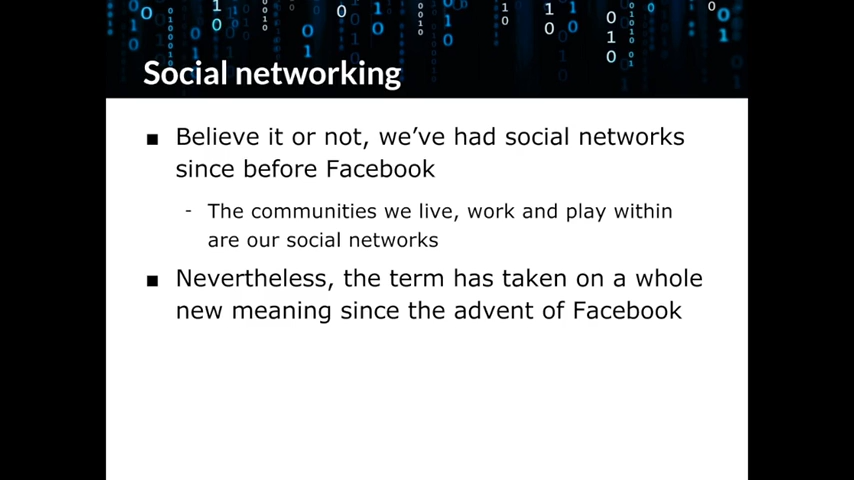 Social networking
■ Believe it or not, we've had social networks
since before Facebook
- The communities we live, work and play within
are our social networks
■ Nevertheless, the term has taken on a whole
new meaning since the advent of Facebook